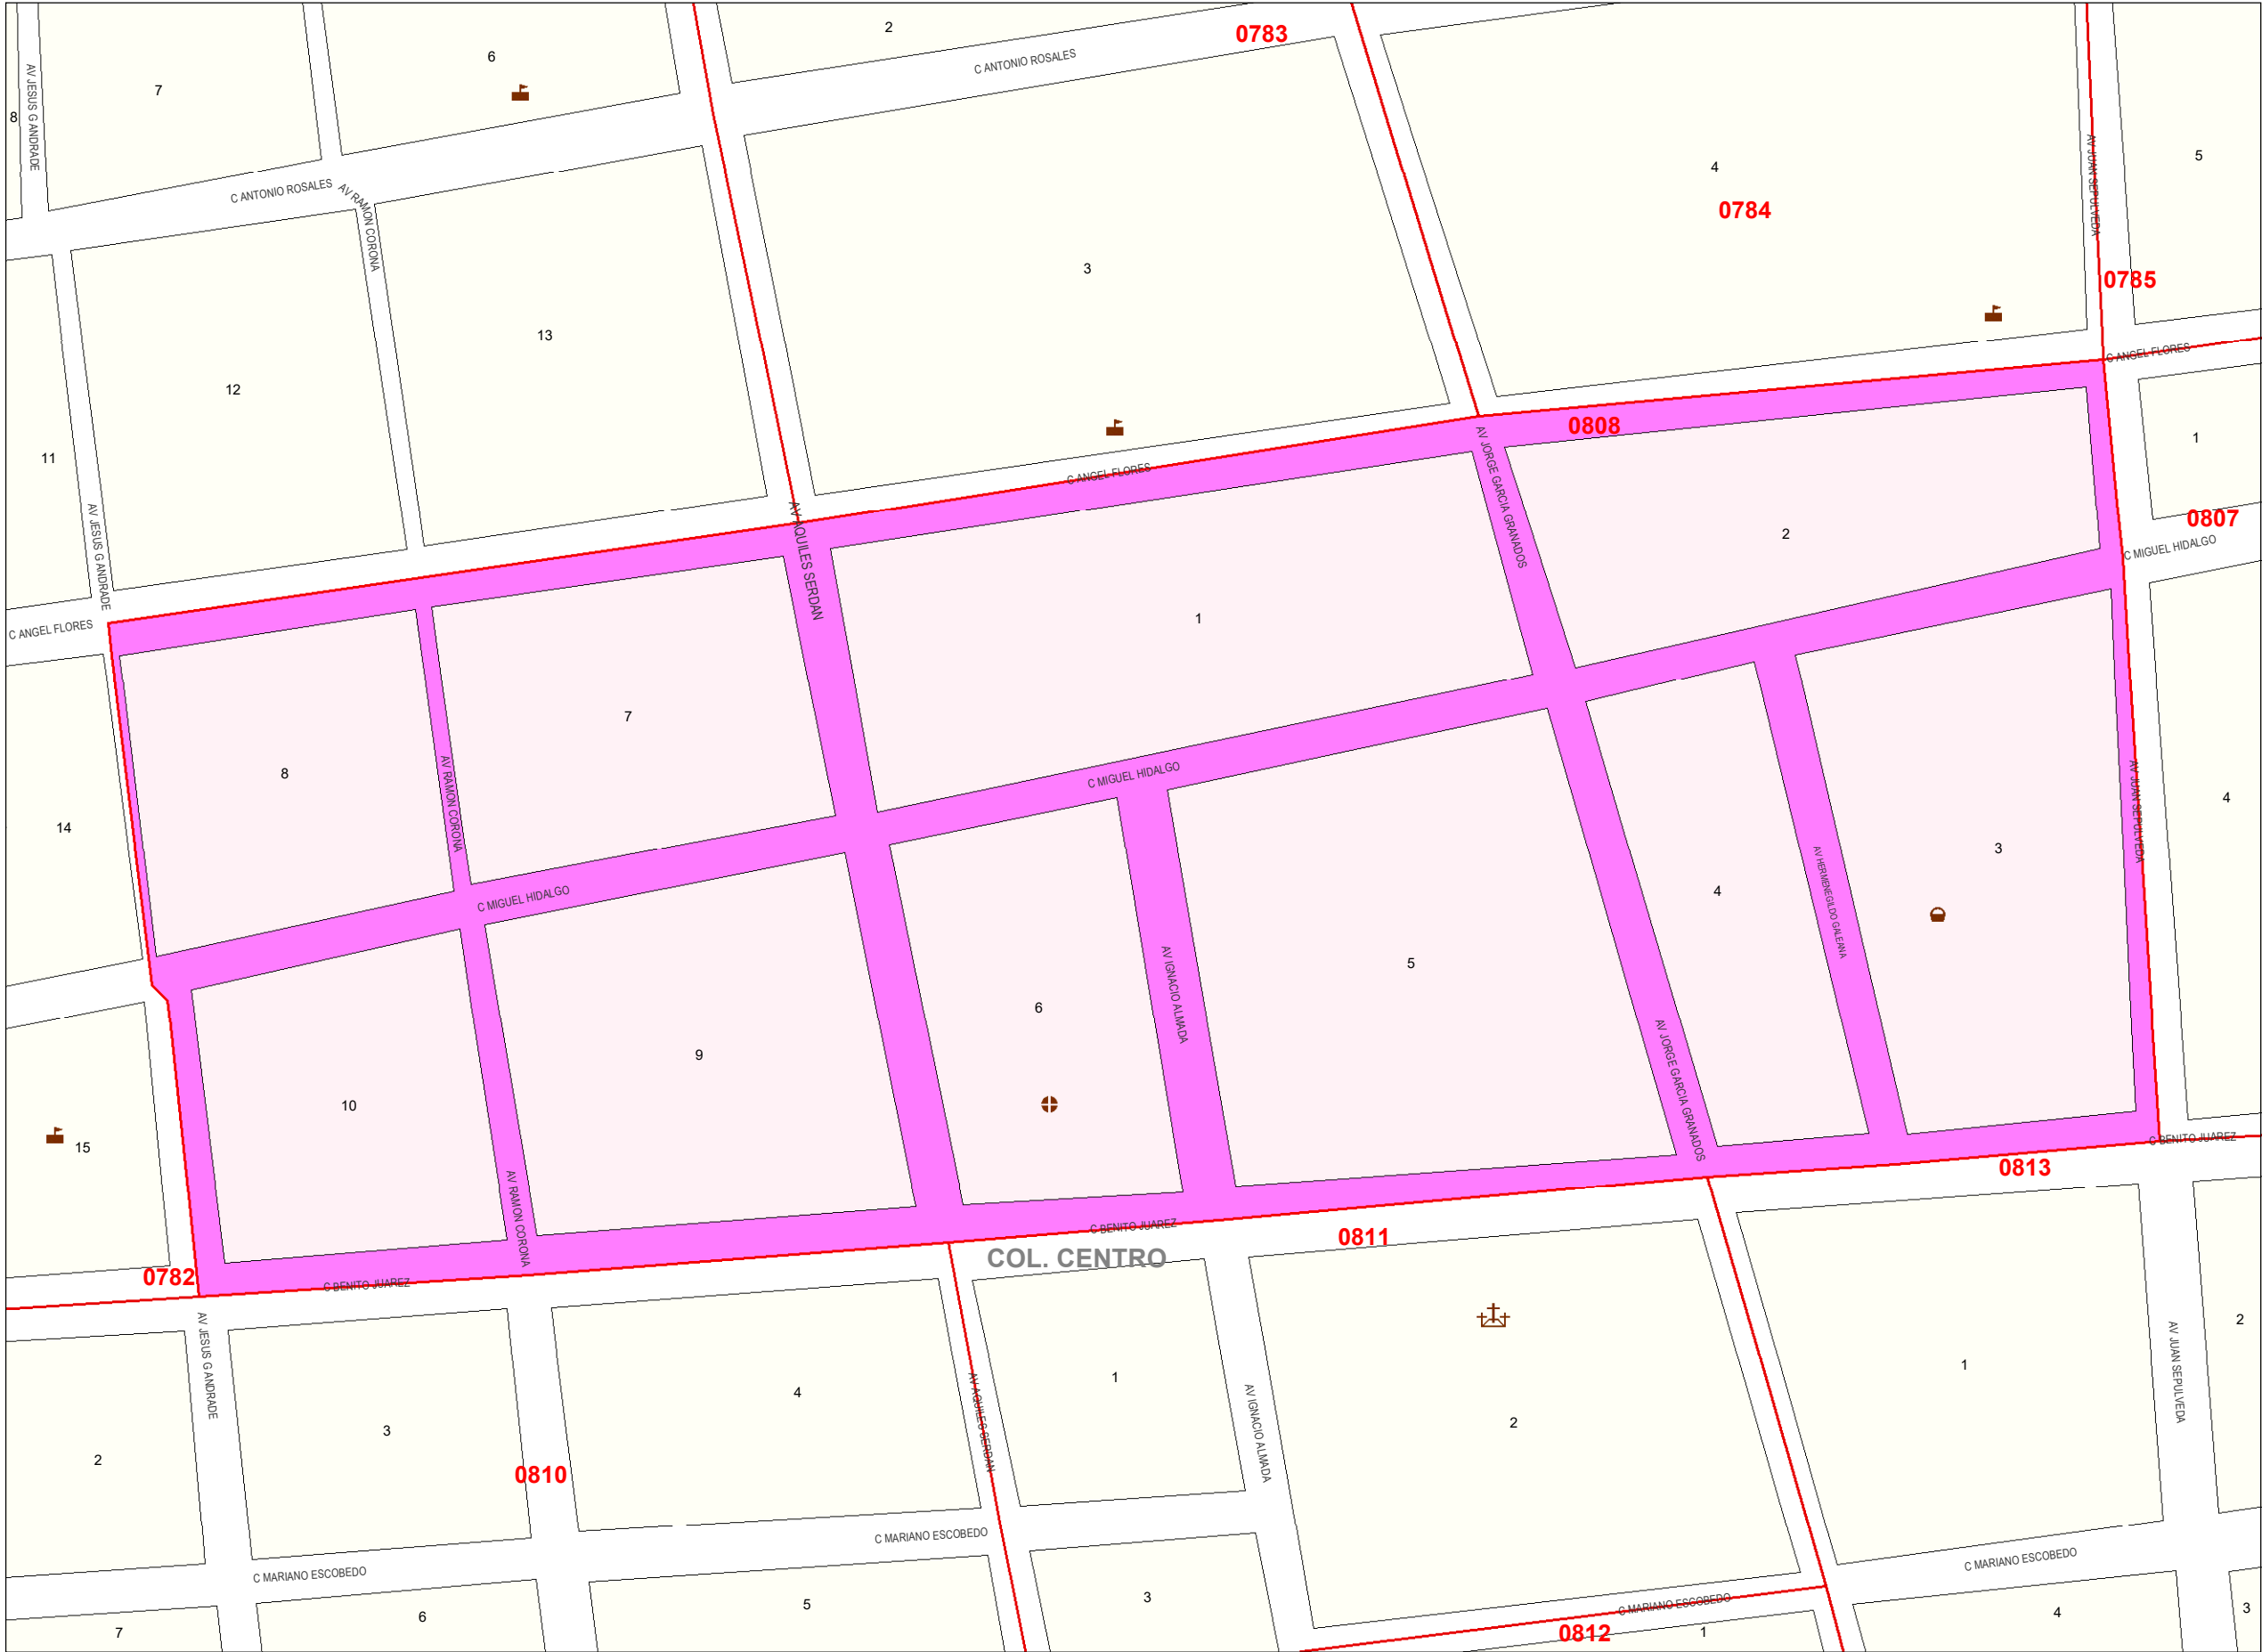 2
0783
6
C ANTONIO ROSALES
7
AV JESUS G ANDRADE
8
4
5
AV JUAN SEPULVEDA
C ANTONIO ROSALES
AV RAMON CORONA
0784
3
0785
13
C ANGEL FLORES
12
0808
1
11
AV JORGE GARCIA GRANADOS
C ANGEL FLORES
AV JESUS G ANDRADE
AV AQUILES SERDAN
2
0807
C MIGUEL HIDALGO
C ANGEL FLORES
1
7
8
C MIGUEL HIDALGO
AV RAMON CORONA
14
AV JUAN SEPULVEDA
4
3
4
AV HERMENEGILDO GALEANA
C MIGUEL HIDALGO
5
AV IGNACIO ALMADA
6
9
10
AV JORGE GARCIA GRANADOS
15
C BENITO JUAREZ
0813
AV RAMON CORONA
C BENITO JUAREZ
0811
COL. CENTRO
0782
C BENITO JUAREZ
AV JESUS G ANDRADE
2
AV JUAN SEPULVEDA
1
1
4
AV AQUILES SERDAN
AV IGNACIO ALMADA
2
3
2
0810
C MARIANO ESCOBEDO
C MARIANO ESCOBEDO
C MARIANO ESCOBEDO
3
5
6
7
C MARIANO ESCOBEDO
0812
1
4
3